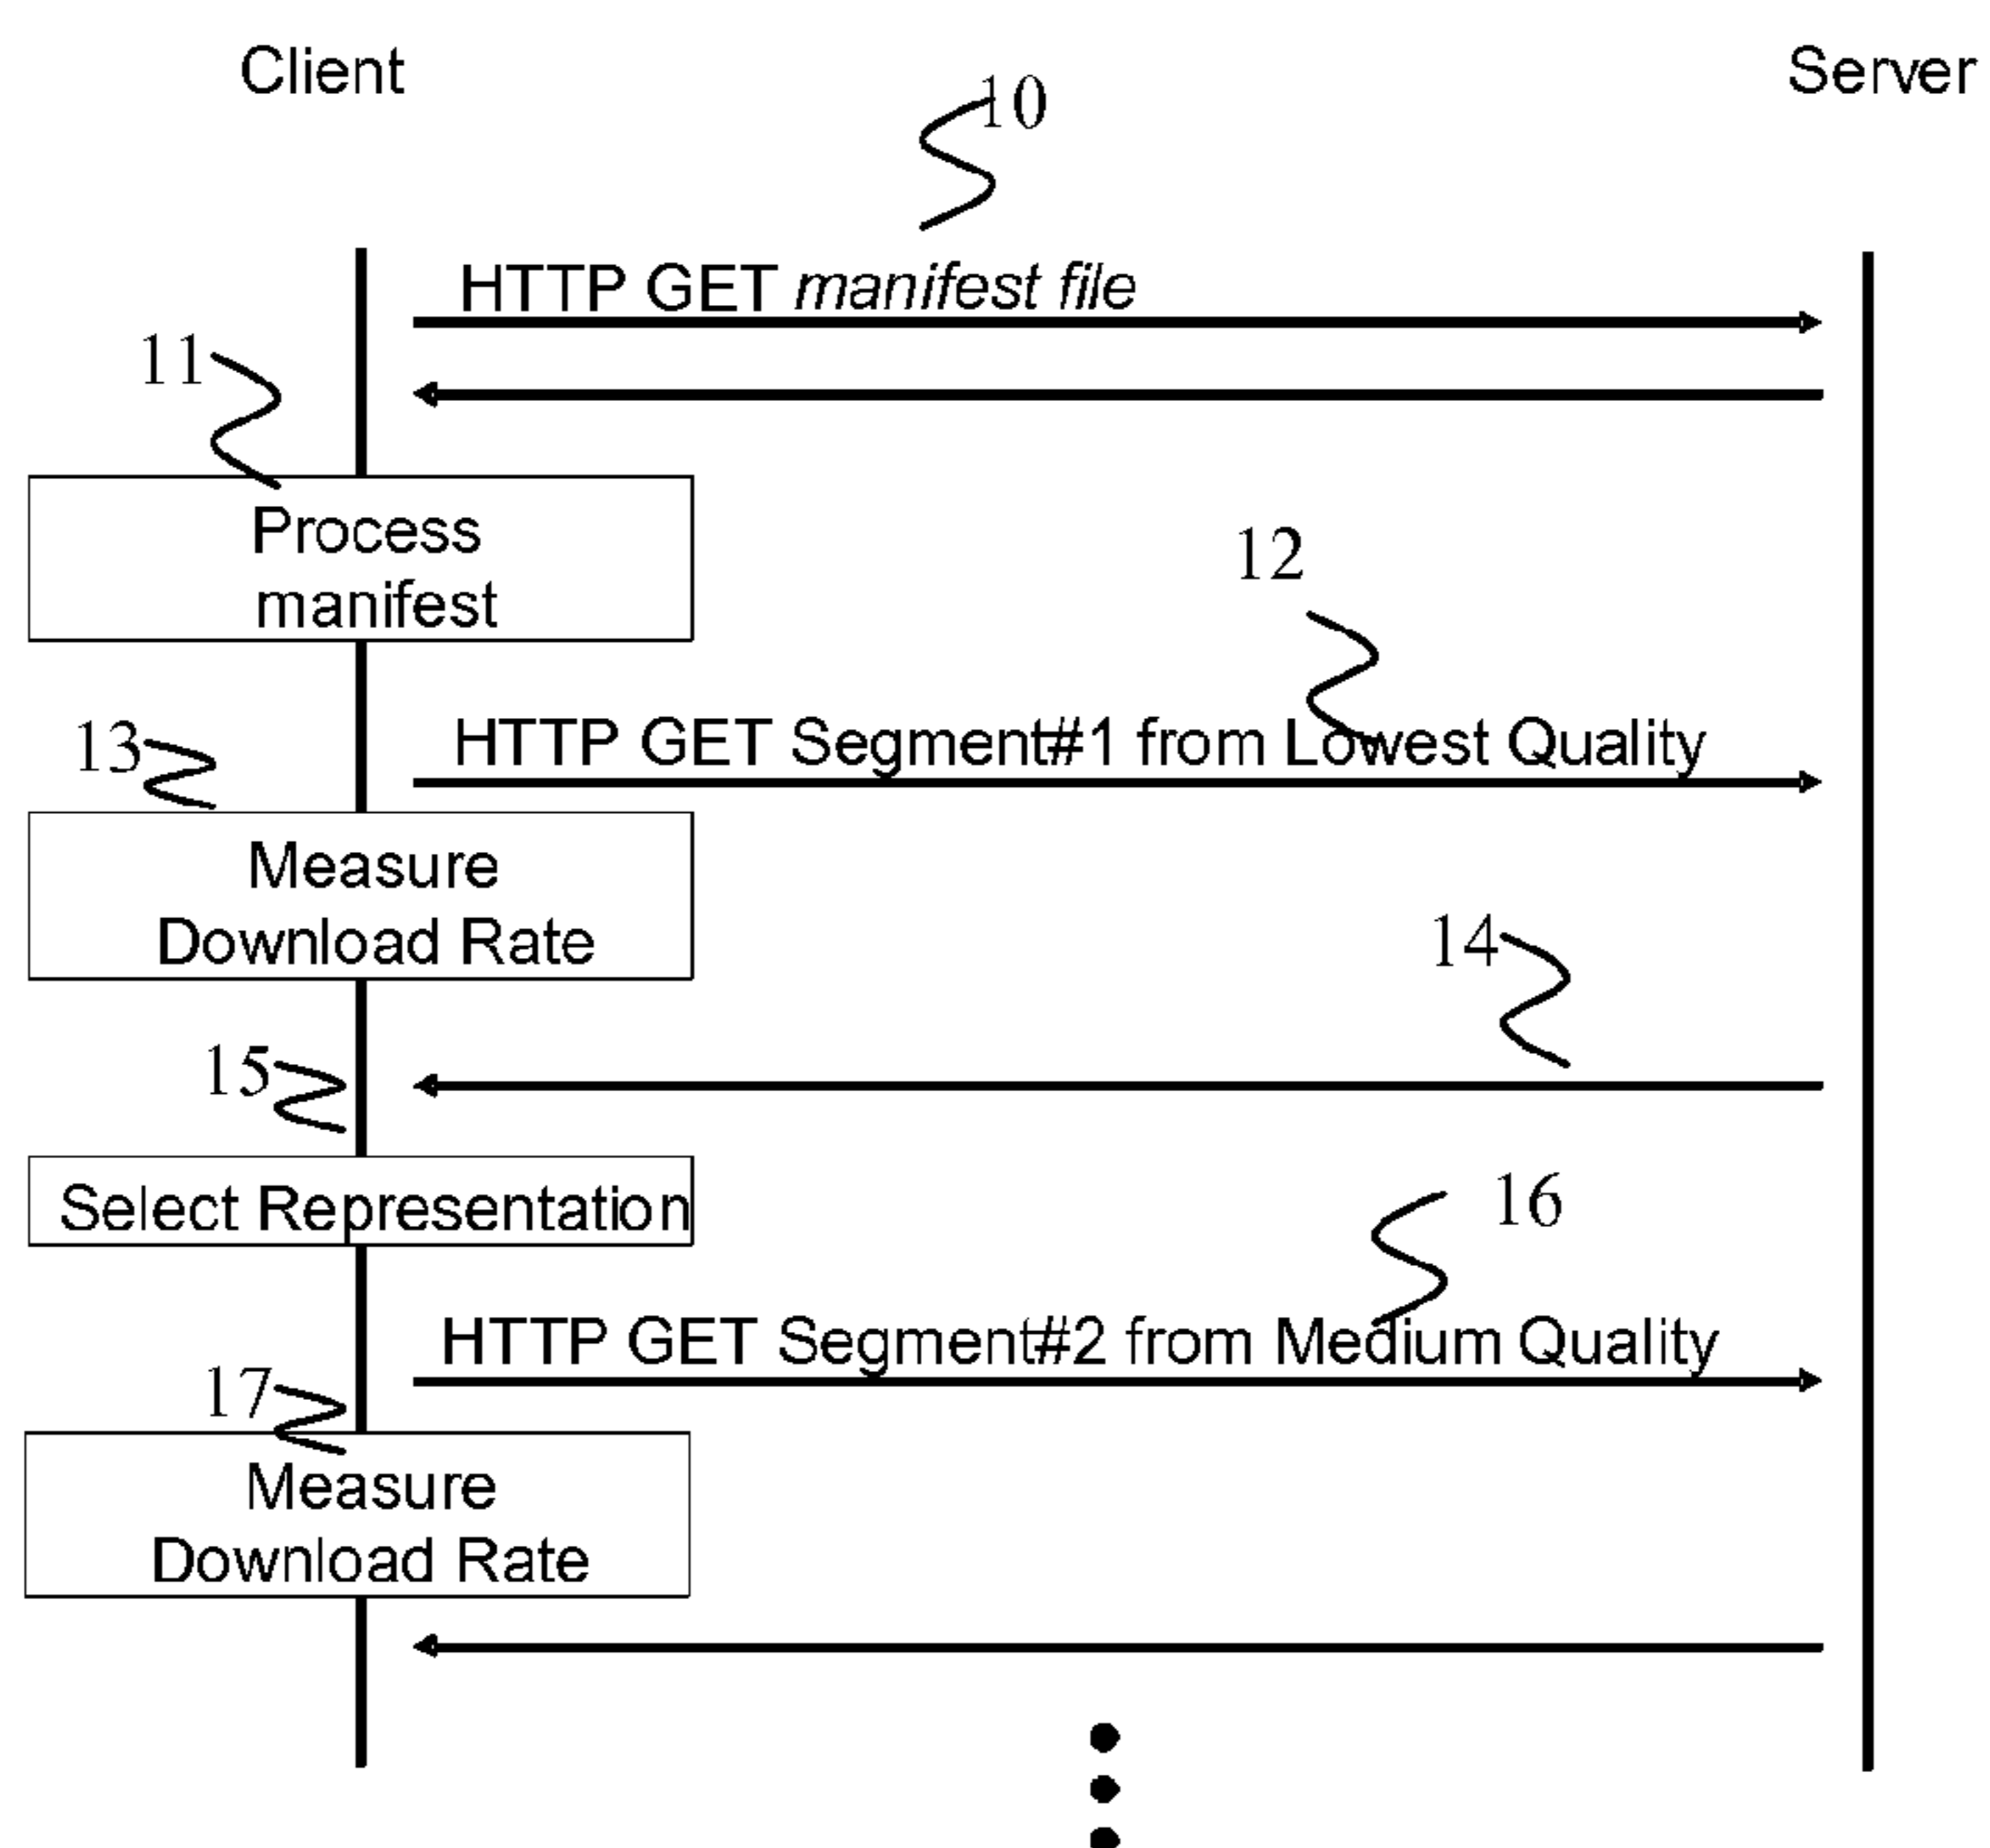 Client
Server
10
HTTP GET manifest file
11
Process
manifest
12
13
HTTP GET Segment#1 from Lowest Quality
Measure
Download Rate
14
15
Select Representation
16
HTTP GET Segment#2 from Medium Quality
17
Measure
Download Rate